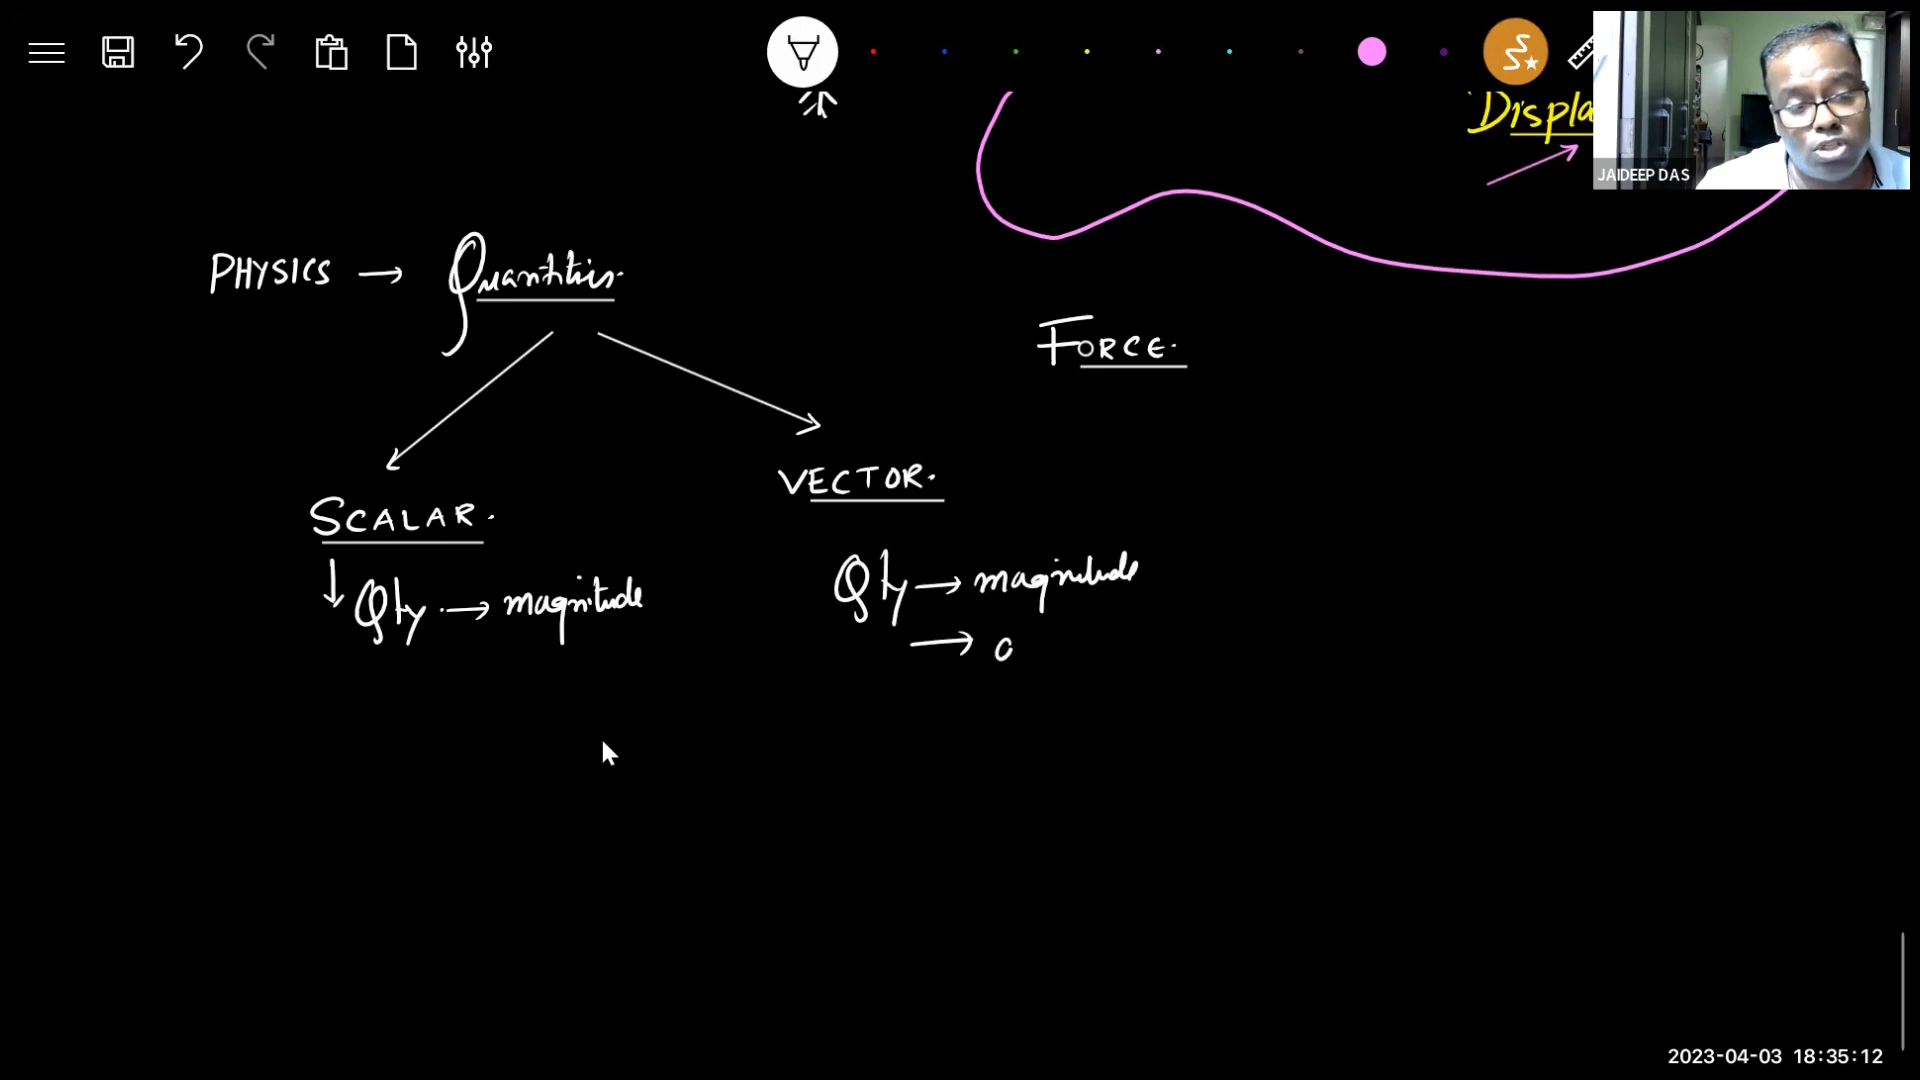 Displa
JAIDEEP DAS
PHYSICS → Quantities.
FORCE.
VECTOR.
SCALAR.
↓ Qty. → magnitude
Qty → magnitude
→ d
2023-04-03 18:35:12